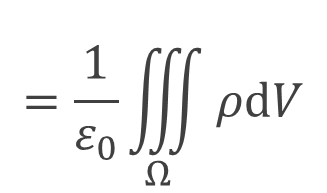 = 1/ε₀ ∭_Ω ρdV